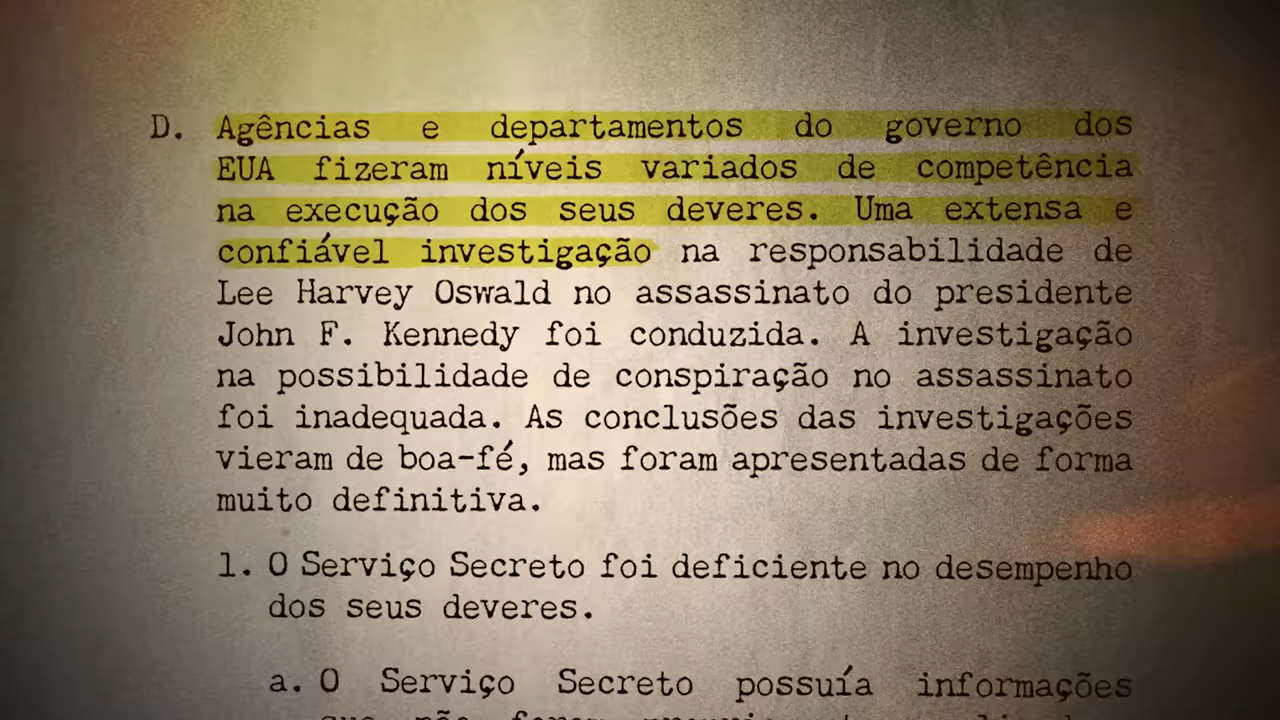 D. Agências e departamentos do governo dos
EUA fizeram níveis variados de competência
na execução dos seus deveres. Uma extensa e
confiável investigação na responsabilidade de
Lee Harvey Oswald no assassinato do presidente
John F. Kennedy foi conduzida. A investigação
na possibilidade de conspiração no assassinato
foi inadequada. As conclusões das investigações
vieram de boa-fé, mas foram apresentadas de forma
muito definitiva.
1. O Serviço Secreto foi deficiente no desempenho
dos seus deveres.
a. O Serviço Secreto possuía informações
que não foram